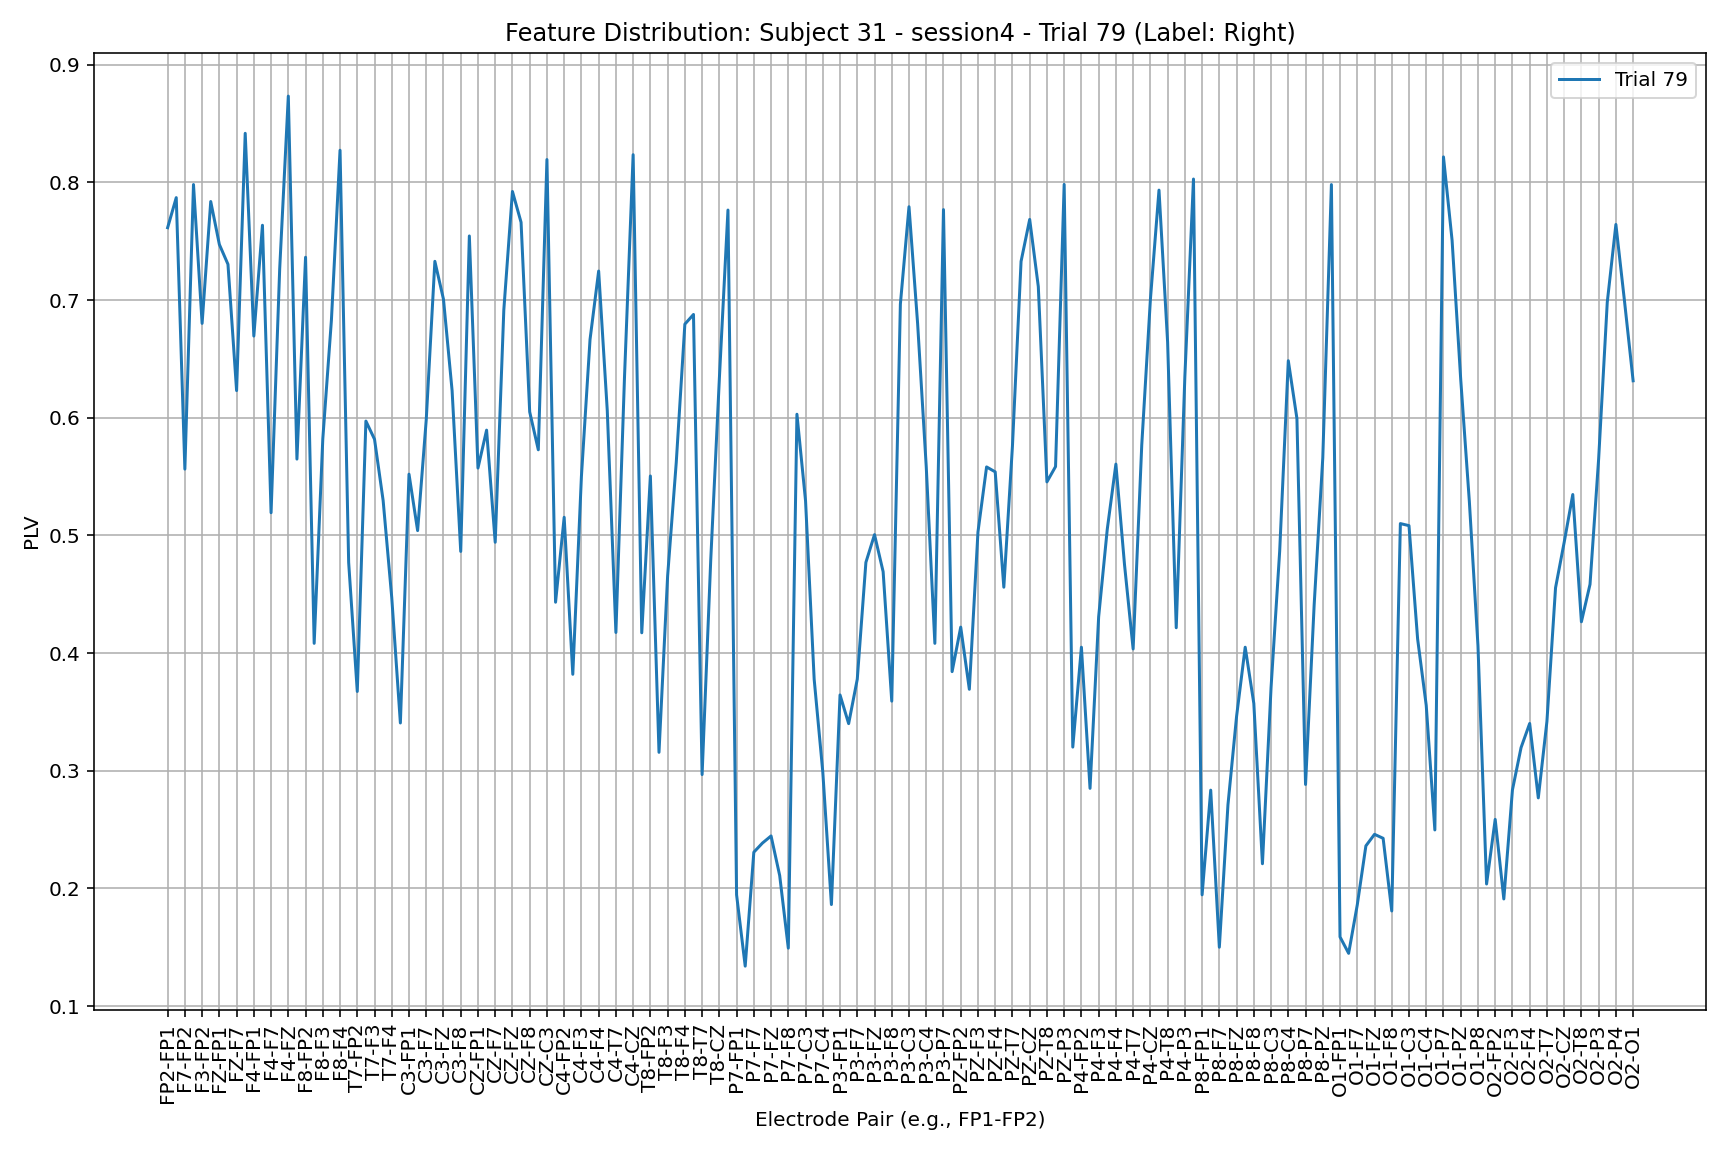 Feature Distribution: Subject 31 - session4 - Trial 79 (Label: Right)
Trial 79
PLV
0.9
0.8
0.7
0.6
0.5
0.4
0.3
0.2
0.1
FP2-FP1
F7-FP2
F3-FP2
FZ-FP1
FZ-F7
F4-FP1
F4-F7
F4-FZ
F8-FP2
F8-F3
F8-F4
T7-FP2
T7-F3
T7-F4
C3-FP1
C3-F7
C3-FZ
C3-F8
CZ-FP1
CZ-F7
CZ-FZ
CZ-F8
CZ-C3
C4-FP2
C4-F3
C4-F4
C4-T7
C4-CZ
T8-FP2
T8-F3
T8-F4
T8-T7
T8-CZ
P7-FP1
P7-F7
P7-FZ
P7-F8
P7-C3
P7-C4
P3-FP1
P3-F7
P3-FZ
P3-F8
P3-C3
P3-C4
P3-P7
PZ-FP2
PZ-F3
PZ-F4
PZ-T7
PZ-CZ
PZ-T8
PZ-P3
P4-FP2
P4-F3
P4-F4
P4-T7
P4-CZ
P4-T8
P4-P3
P8-FP1
P8-F7
P8-FZ
P8-F8
P8-C3
P8-C4
P8-P7
P8-PZ
O1-FP1
O1-F7
O1-FZ
O1-F8
O1-C3
O1-C4
O1-P7
O1-PZ
O1-P8
O2-FP2
O2-F3
O2-F4
O2-T7
O2-CZ
O2-T8
O2-P3
O2-P4
O2-O1
Electrode Pair (e.g., FP1-FP2)